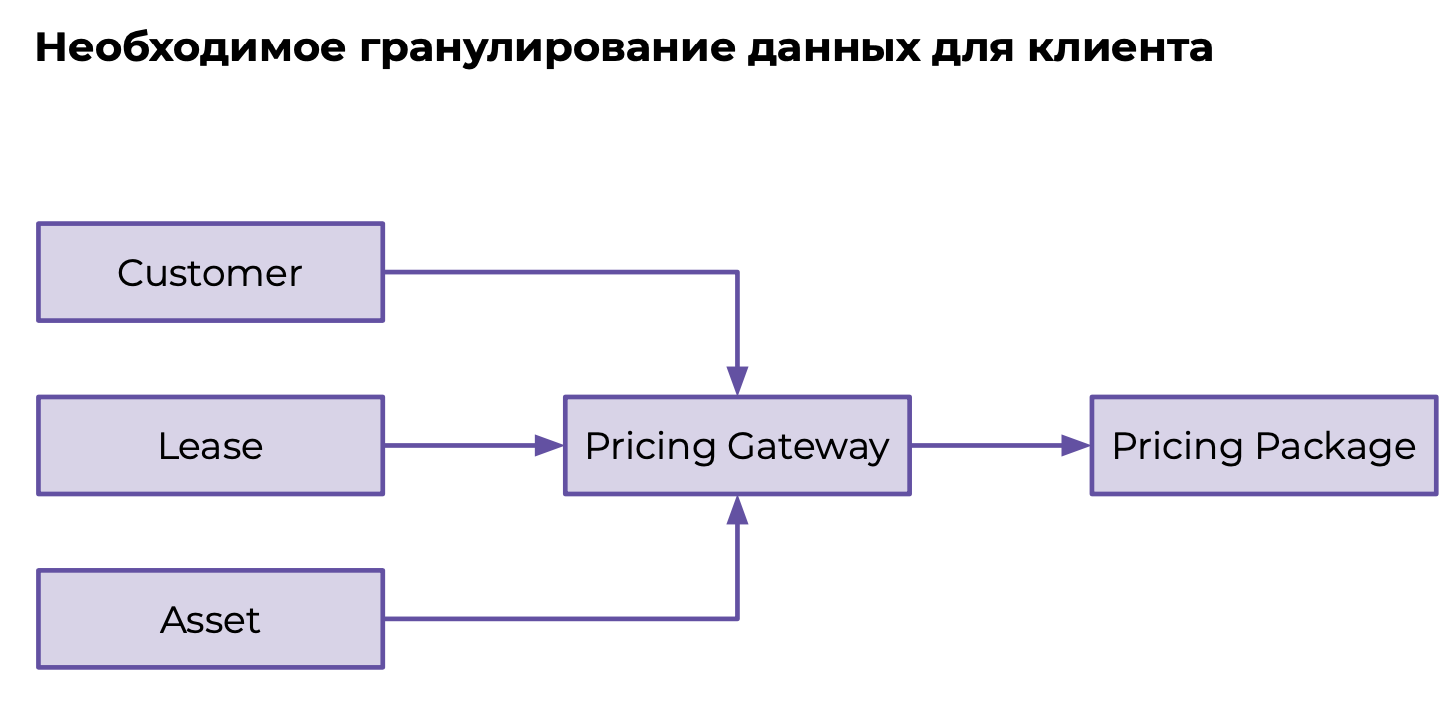 Необходимое гранулирование данных для клиента
Customer
Lease
Pricing Gateway
Pricing Package
Asset